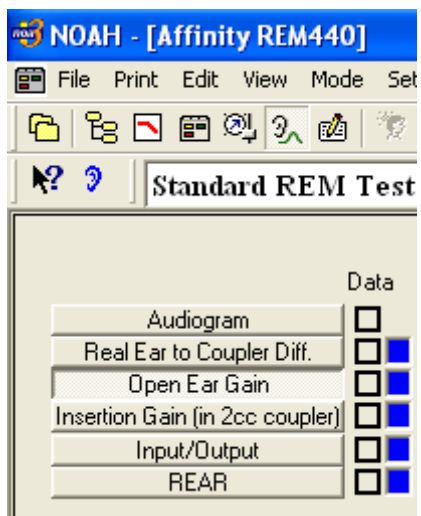 NOAH - [Affinity REM440]
File Print Edit View Mode Set
Standard REM Test
Data
Audiogram
Real Ear to Coupler Diff.
Open Ear Gain
Insertion Gain (in 2cc coupler)
Input/Output
REAR